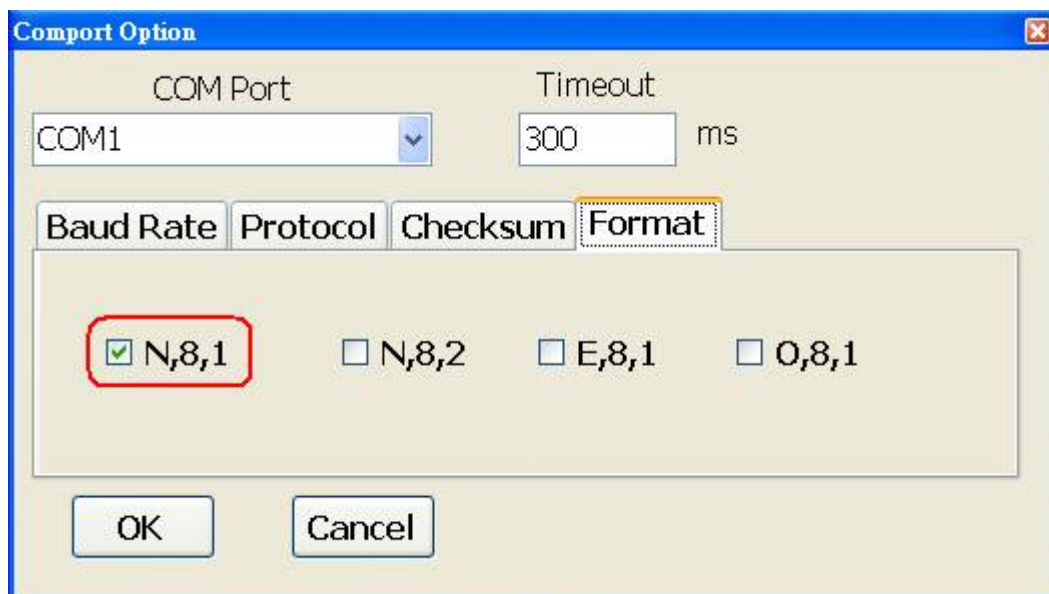 Comport Option
COM Port Timeout
COM1 300 ms
Baud Rate Protocol Checksum Format
N,8,1 N,8,2 E,8,1 O,8,1
OK Cancel